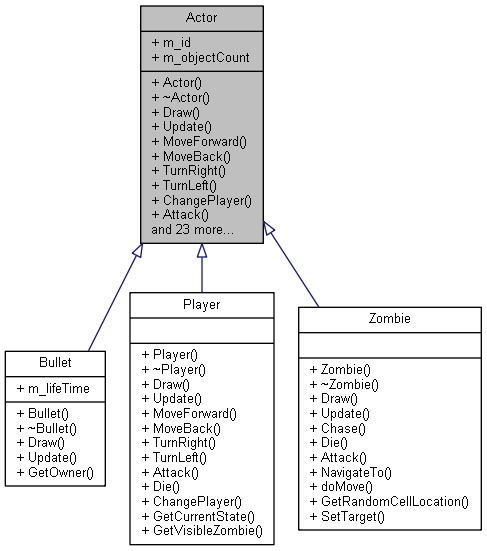 Actor
+ m_id
+ m_objectCount
+ Actor()
+ ~Actor()
+ Draw()
+ Update()
+ MoveForward()
+ MoveBack()
+ TurnRight()
+ TurnLeft()
+ ChangePlayer()
+ Attack()
and 23 more...
Bullet
+ m_lifeTime
+ Bullet()
+ ~Bullet()
+ Draw()
+ Update()
+ GetOwner()
Player
+ Player()
+ ~Player()
+ Draw()
+ Update()
+ MoveForward()
+ MoveBack()
+ TurnRight()
+ TurnLeft()
+ Attack()
+ Die()
+ ChangePlayer()
+ GetCurrentState()
+ GetVisibleZombie()
Zombie
+ Zombie()
+ ~Zombie()
+ Draw()
+ Update()
+ Chase()
+ Die()
+ Attack()
+ NavigateTo()
+ doMove()
+ GetRandomCellLocation()
+ SetTarget()